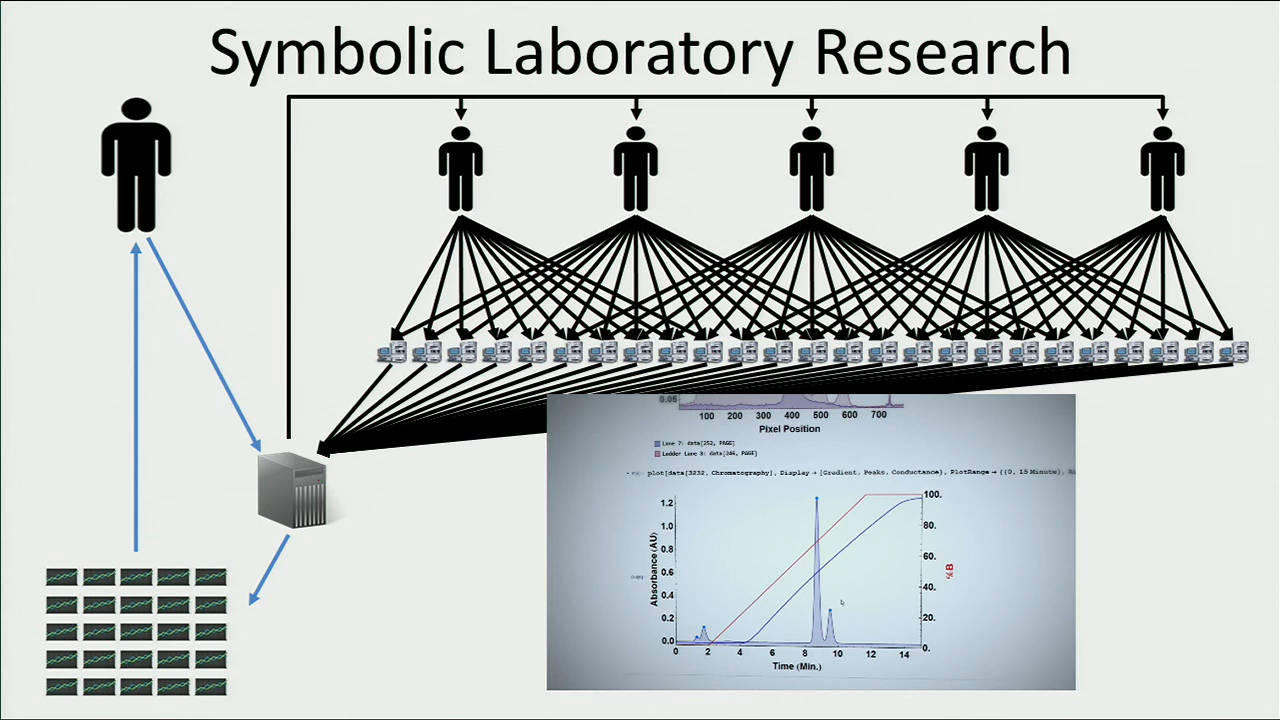 Symbolic Laboratory Research
0.05
100 200 300 400 500 600 700
Pixel Position
Lane 7: data[252, PAGE]
Ladder Lane 8: data[246, PAGE]
plot[data[3232, Chromatography], Display → {Gradient, Peaks, Conductance}, PlotRange → {{0, 15 Minute},
1.2
1.0
0.8
0.6
0.4
0.2
0.0
Absorbance (AU)
100.
80.
60.
40.
20.
0.
%B
0 2 4 6 8 10 12 14
Time (Min.)